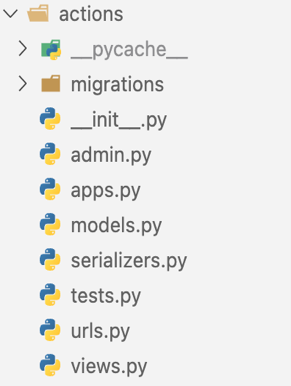 actions
__pycache__
migrations
__init__.py
admin.py
apps.py
models.py
serializers.py
tests.py
urls.py
views.py